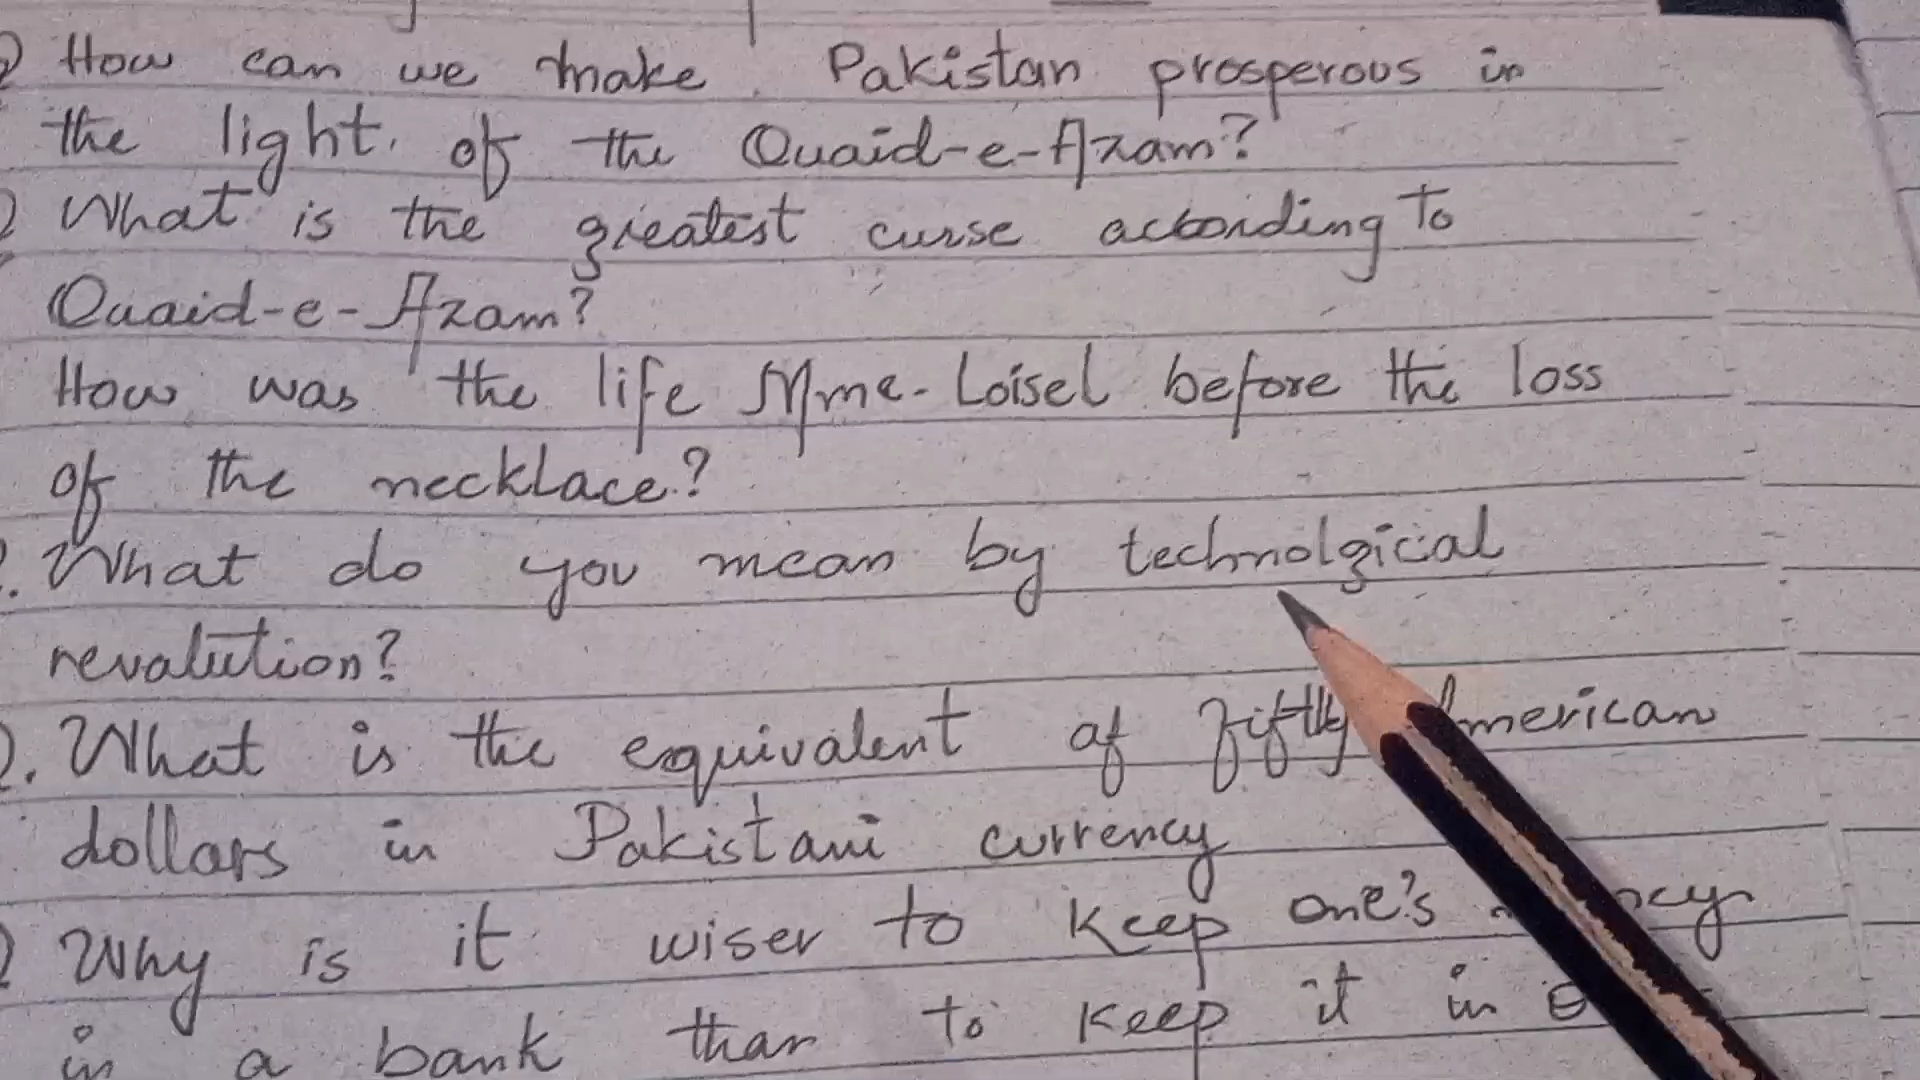 How can we make Pakistan prosperous in
the light of the Quaid-e-Azam?
What is the greatest curse according to
Quaid-e-Azam?
How was the life Mme. Loisel before the loss
of the necklace?
What do you mean by technolgical
revalution?
Q. What is the equivalent of fifty American
dollars in Pakistani currency
Why is it wiser to keep one's
in a bank than to keep it in